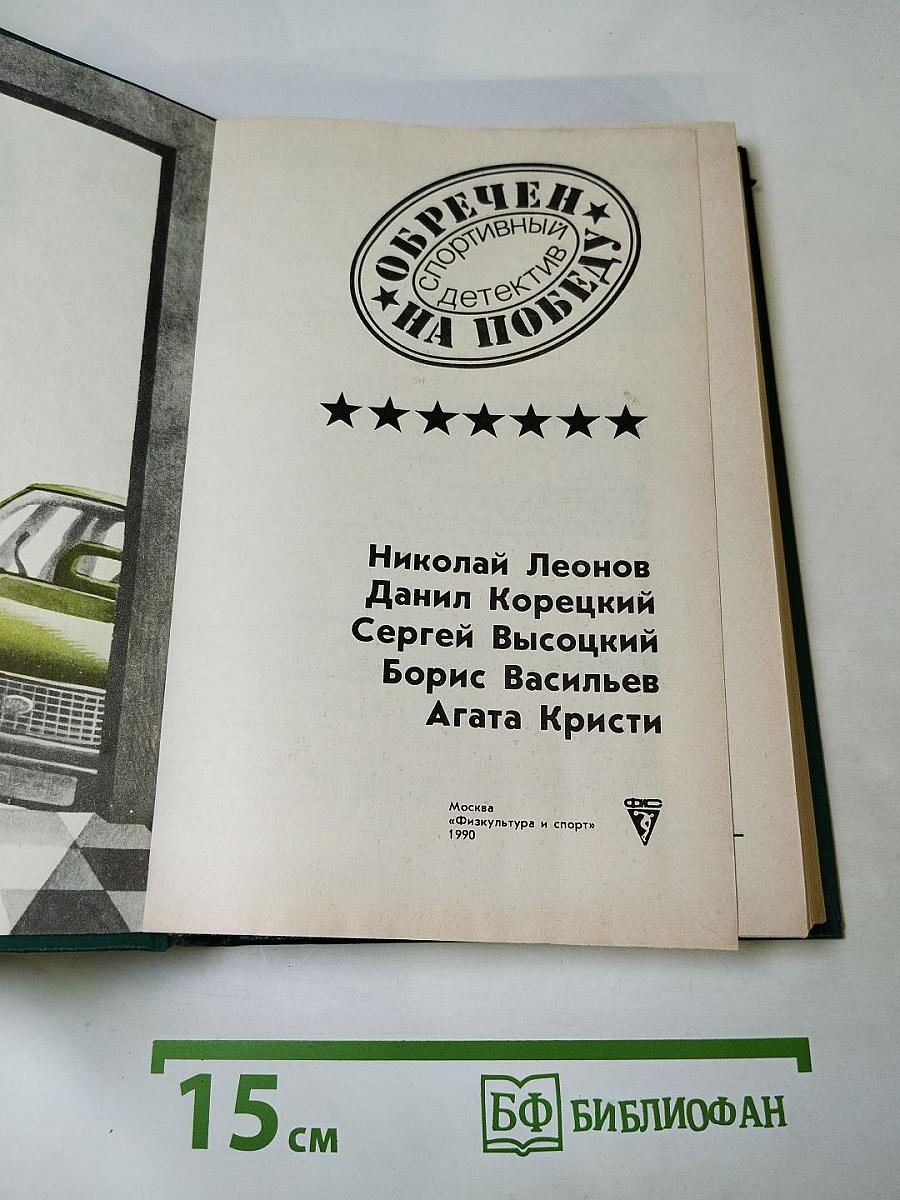 ОБРЕЧЕН
спортивный
детектив
НА ПОБЕДУ
Николай Леонов
Данил Корецкий
Сергей Высоцкий
Борис Васильев
Агата Кристи
Москва
«Физкультура и спорт»
1990
ФИС
15 см
БФ БИБЛИОФАН